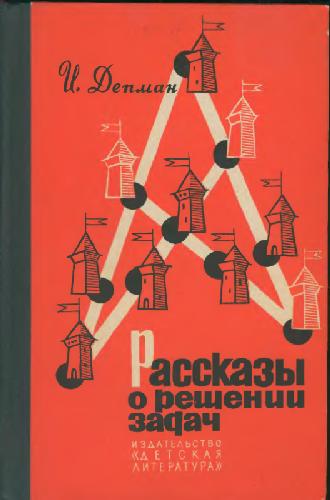 И. Депман
Рассказы
о решении
задач
ИЗДАТЕЛЬСТВО
«ДЕТСКАЯ
ЛИТЕРАТУРА»